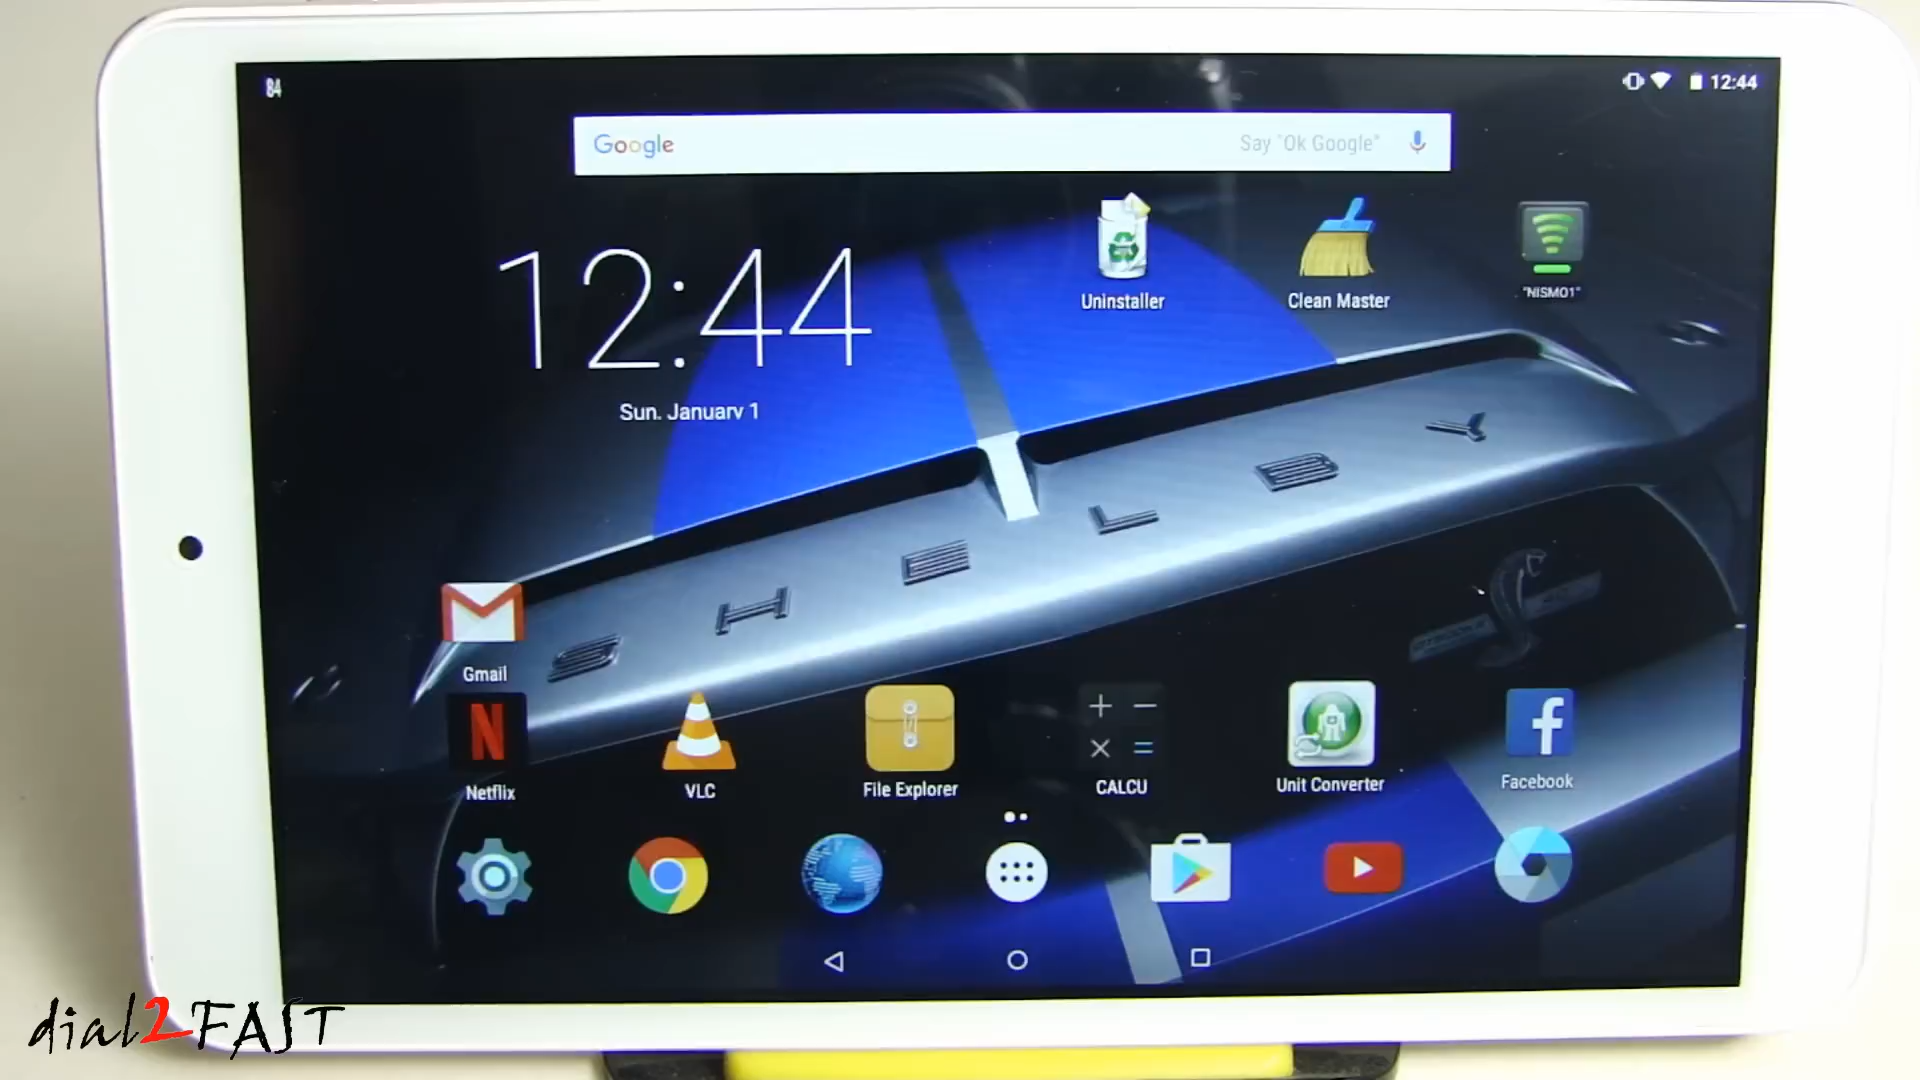 84
12:44
Google Say "Ok Google"
12:44
Sun, January 1
Uninstaller
Clean Master
"NISMO1"
SHELBY
Gmail
Netflix
VLC
File Explorer
CALCU
Unit Converter
Facebook
dial2FAST